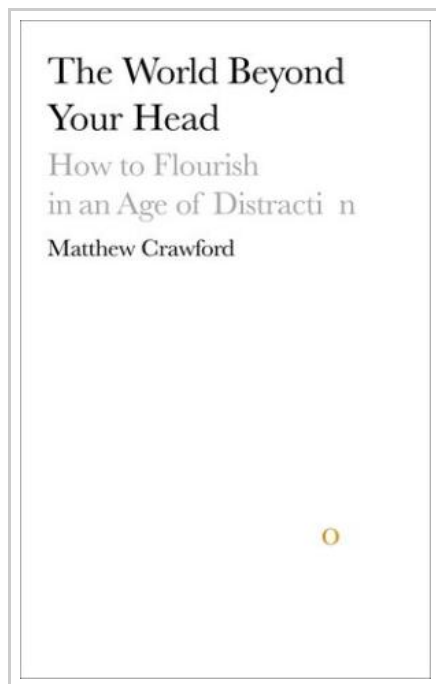 The World Beyond
Your Head
How to Flourish
in an Age of Distracti n
Matthew Crawford
o